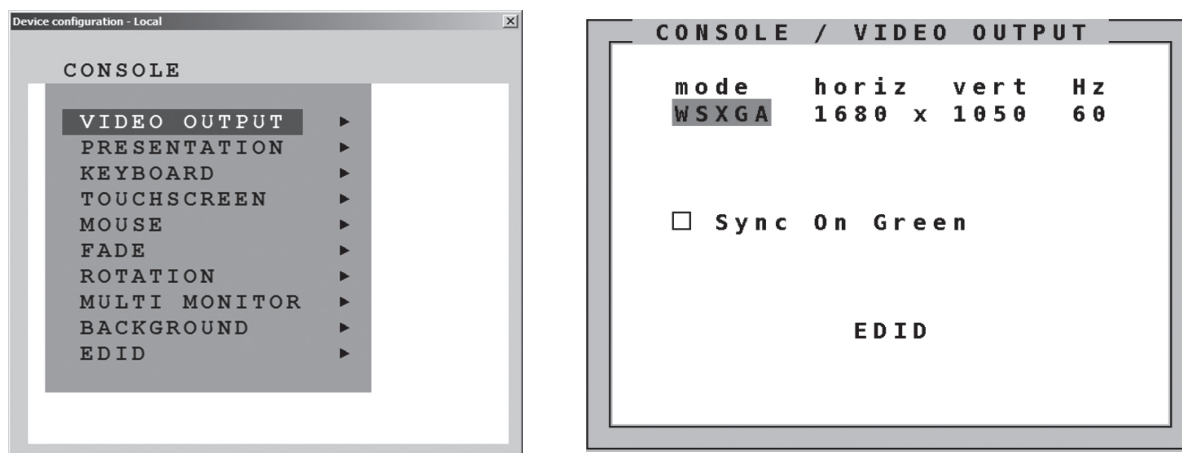 Device configuration - Local
CONSOLE
VIDEO OUTPUT ►
PRESENTATION ►
KEYBOARD ►
TOUCHSCREEN ►
MOUSE ►
FADE ►
ROTATION ►
MULTI MONITOR ►
BACKGROUND ►
EDID ►
CONSOLE / VIDEO OUTPUT
mode horiz vert Hz
WSXGA 1680 x 1050 60
Sync On Green
EDID